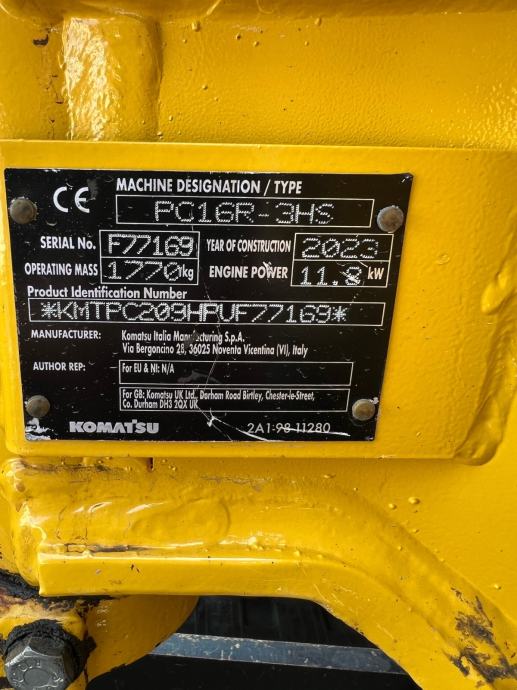 CE MACHINE DESIGNATION / TYPE
PC16R-3HS
SERIAL No. F77169 YEAR OF CONSTRUCTION 2023
OPERATING MASS 1770kg ENGINE POWER 11.8 kW
Product Identification Number
*KMTPC209HPUF77169*
MANUFACTURER: Komatsu Italia Manufacturing S.p.A.
Via Bergoncino 28, 36025 Noventa Vicentina (VI), Italy
AUTHOR REP: For EU & NI: N/A
For GB: Komatsu UK Ltd., Durham Road Birtley, Chester-le-Street,
Co. Durham DH3 2QX UK
KOMATSU 2A1-98-11280